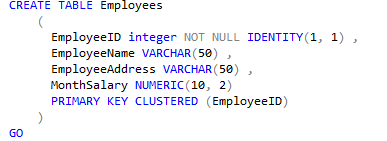 CREATE TABLE Employees
(
EmployeeID integer NOT NULL IDENTITY(1, 1) ,
EmployeeName VARCHAR(50) ,
EmployeeAddress VARCHAR(50) ,
MonthSalary NUMERIC(10, 2)
PRIMARY KEY CLUSTERED (EmployeeID)
)
GO